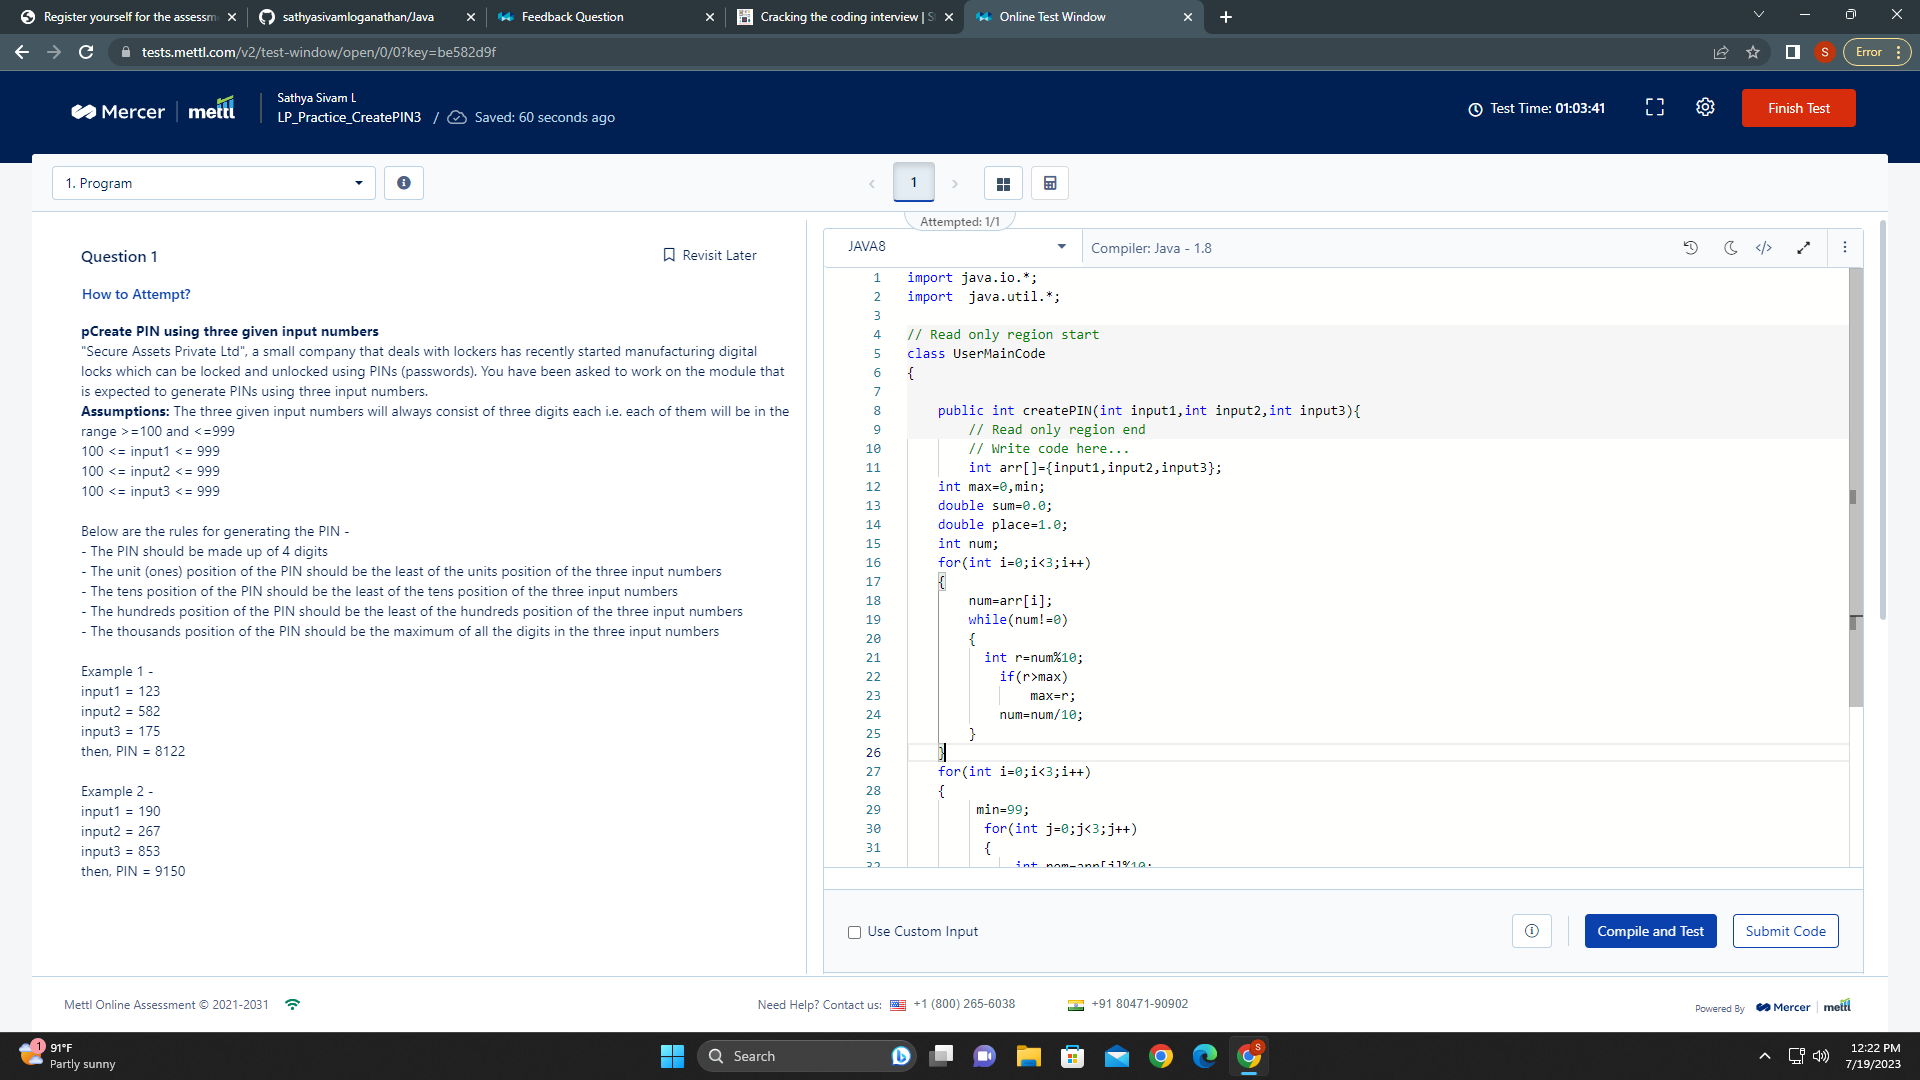 Register yourself for the assessm
sathyasivamloganathan/Java
Feedback Question
Cracking the coding interview | S
Online Test Window
tests.mettl.com/v2/test-window/open/0/0?key=be582d9f
S
Error
Mercer
mettl
Sathya Sivam L
LP_Practice_CreatePIN3 / Saved: 60 seconds ago
Test Time: 01:03:41
Finish Test
1. Program
1
Attempted: 1/1
Question 1
Revisit Later
How to Attempt?
pCreate PIN using three given input numbers
"Secure Assets Private Ltd", a small company that deals with lockers has recently started manufacturing digital
locks which can be locked and unlocked using PINs (passwords). You have been asked to work on the module that
is expected to generate PINs using three input numbers.
Assumptions: The three given input numbers will always consist of three digits each i.e. each of them will be in the
range >=100 and <=999
100 <= input1 <= 999
100 <= input2 <= 999
100 <= input3 <= 999
Below are the rules for generating the PIN -
- The PIN should be made up of 4 digits
- The unit (ones) position of the PIN should be the least of the units position of the three input numbers
- The tens position of the PIN should be the least of the tens position of the three input numbers
- The hundreds position of the PIN should be the least of the hundreds position of the three input numbers
- The thousands position of the PIN should be the maximum of all the digits in the three input numbers
Example 1 -
input1 = 123
input2 = 582
input3 = 175
then, PIN = 8122
Example 2 -
input1 = 190
input2 = 267
input3 = 853
then, PIN = 9150
JAVA8
Compiler: Java - 1.8
1 import java.io.*;
2 import  java.util.*;
3
4 // Read only region start
5 class UserMainCode
6 {
7
8 public int createPIN(int input1,int input2,int input3){
9 // Read only region end
10 // Write code here...
11 int arr[]={input1,input2,input3};
12 int max=0,min;
13 double sum=0.0;
14 double place=1.0;
15 int num;
16 for(int i=0;i<3;i++)
17 {
18 num=arr[i];
19 while(num!=0)
20 {
21 int r=num%10;
22 if(r>max)
23 max=r;
24 num=num/10;
25 }
26 }
27 for(int i=0;i<3;i++)
28 {
29 min=99;
30 for(int j=0;j<3;j++)
31 {
32 int rem=arr[j]%10;
Use Custom Input
Compile and Test
Submit Code
Mettl Online Assessment © 2021-2031
Need Help? Contact us: +1 (800) 265-6038
+91 80471-90902
Powered By Mercer mettl
1
91°F
Partly sunny
Search
S
12:22 PM
7/19/2023